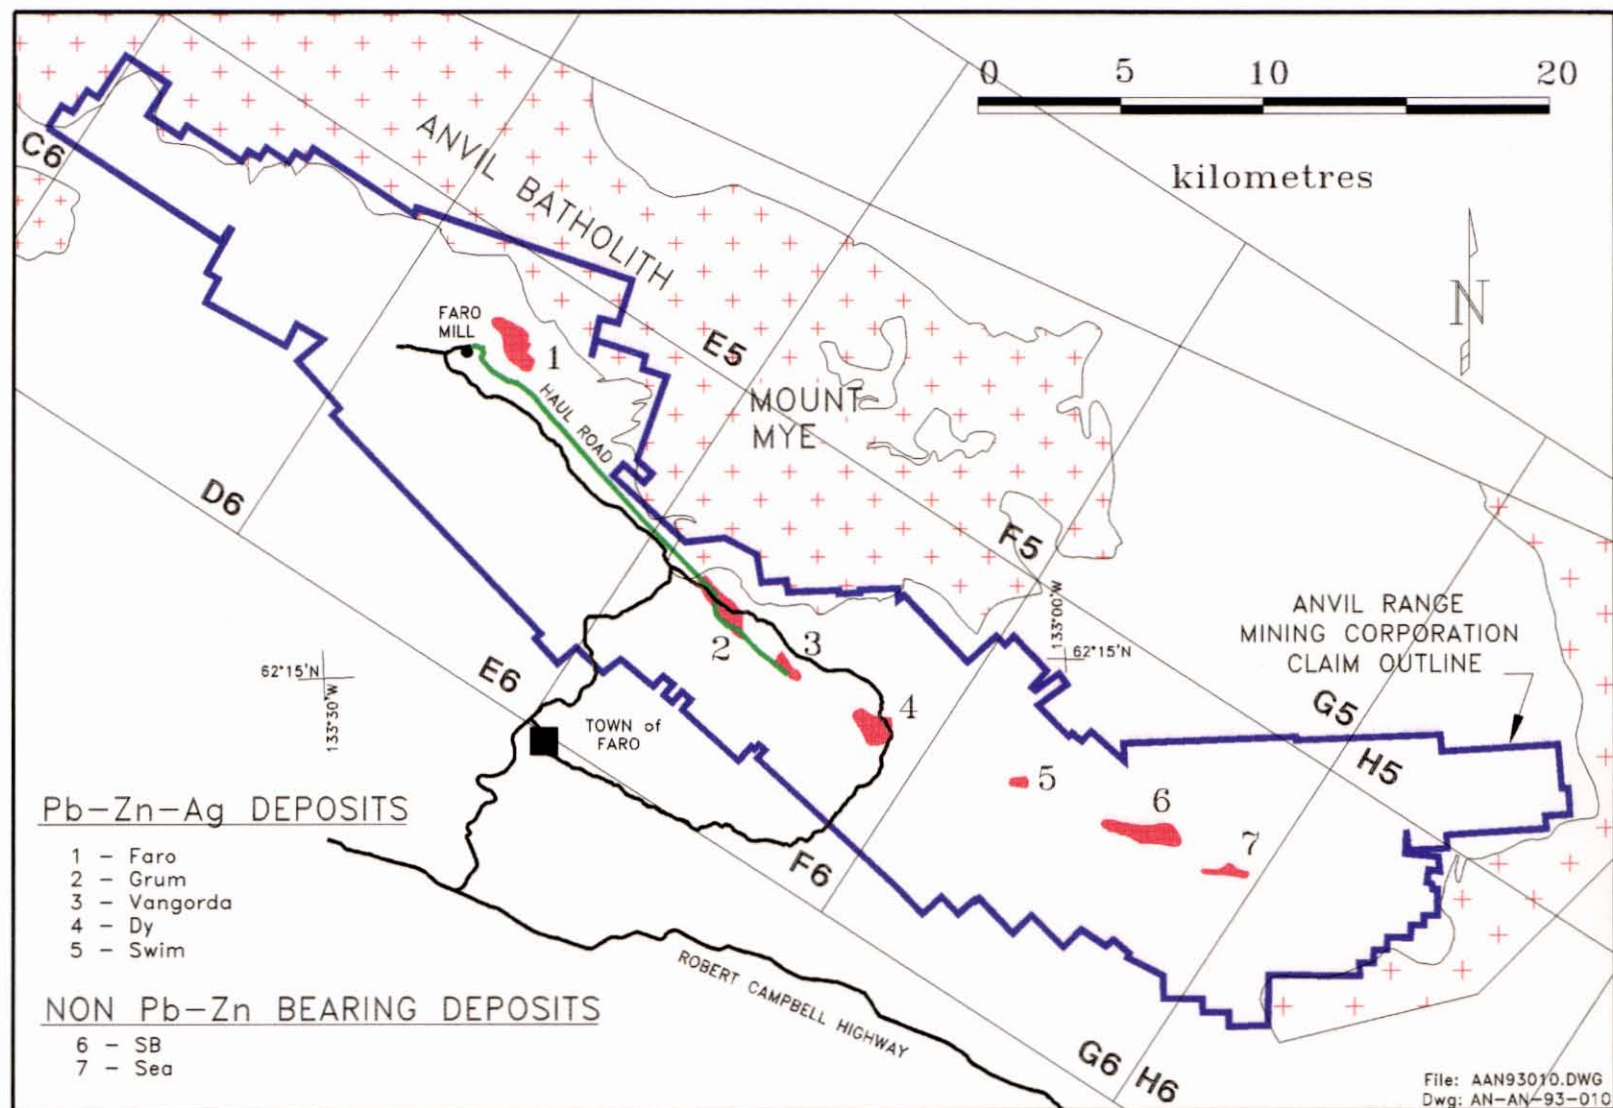 0 5 10 20
kilometres
N
C6
ANVIL BATHOLITH
FARO
MILL
1
HAUL ROAD
E5
MOUNT
MYE
D6
F5
133°00'W
62°15'N
ANVIL RANGE
MINING CORPORATION
CLAIM OUTLINE
2
3
62°15'N
133°30'W
E6
TOWN of
FARO
4
G5
H5
5
6
7
F6
Pb-Zn-Ag DEPOSITS
1 - Faro
2 - Grum
3 - Vangorda
4 - Dy
5 - Swim
NON Pb-Zn BEARING DEPOSITS
6 - SB
7 - Sea
ROBERT CAMPBELL HIGHWAY
G6
H6
File: AAN93010.DWG
Dwg: AN-AN-93-010